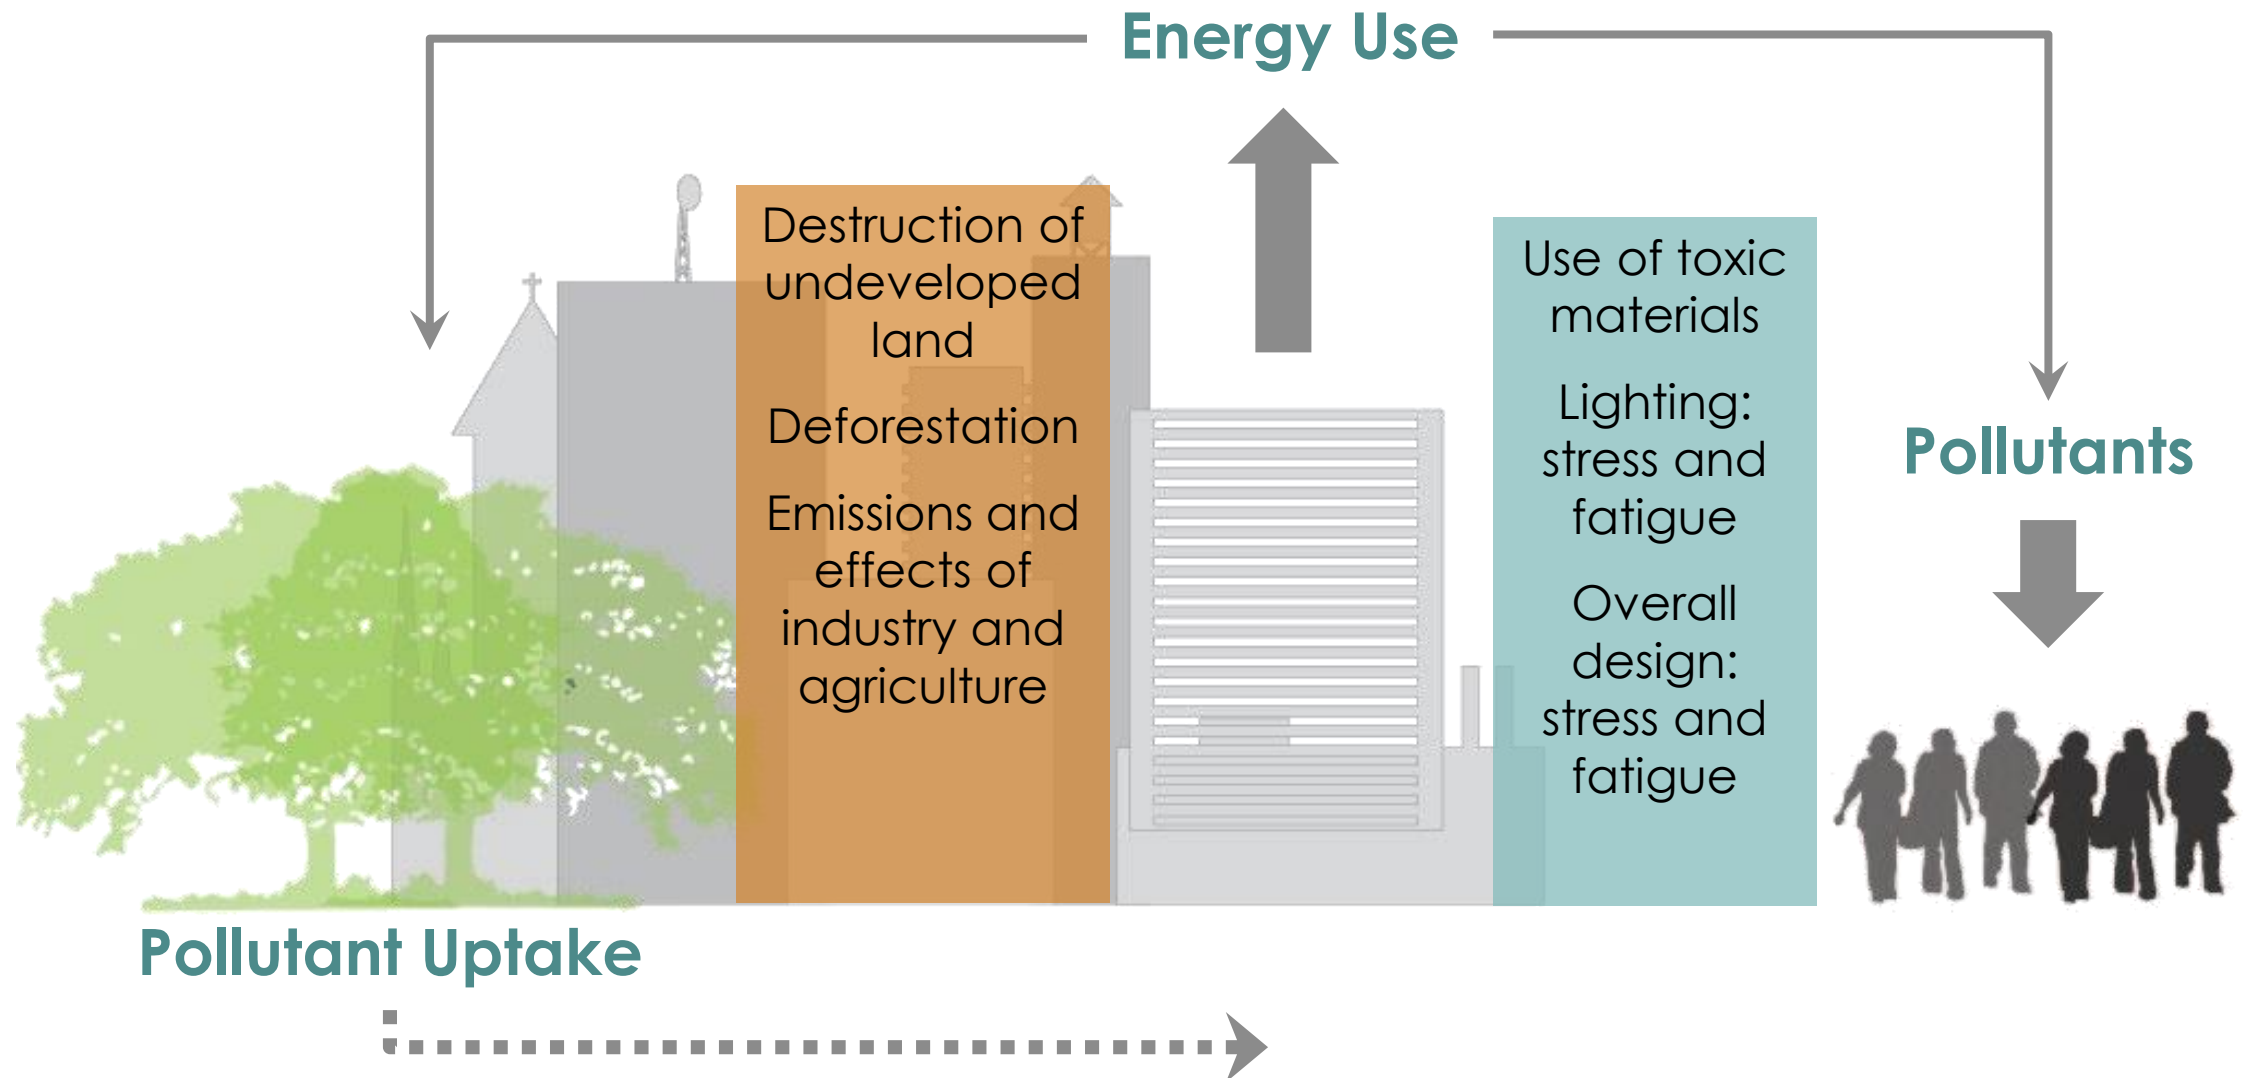 Energy Use
Destruction of
undeveloped
land
Deforestation
Emissions and
effects of
industry and
agriculture
Use of toxic
materials
Lighting:
stress and
fatigue
Overall
design:
stress and
fatigue
Pollutants
Pollutant Uptake